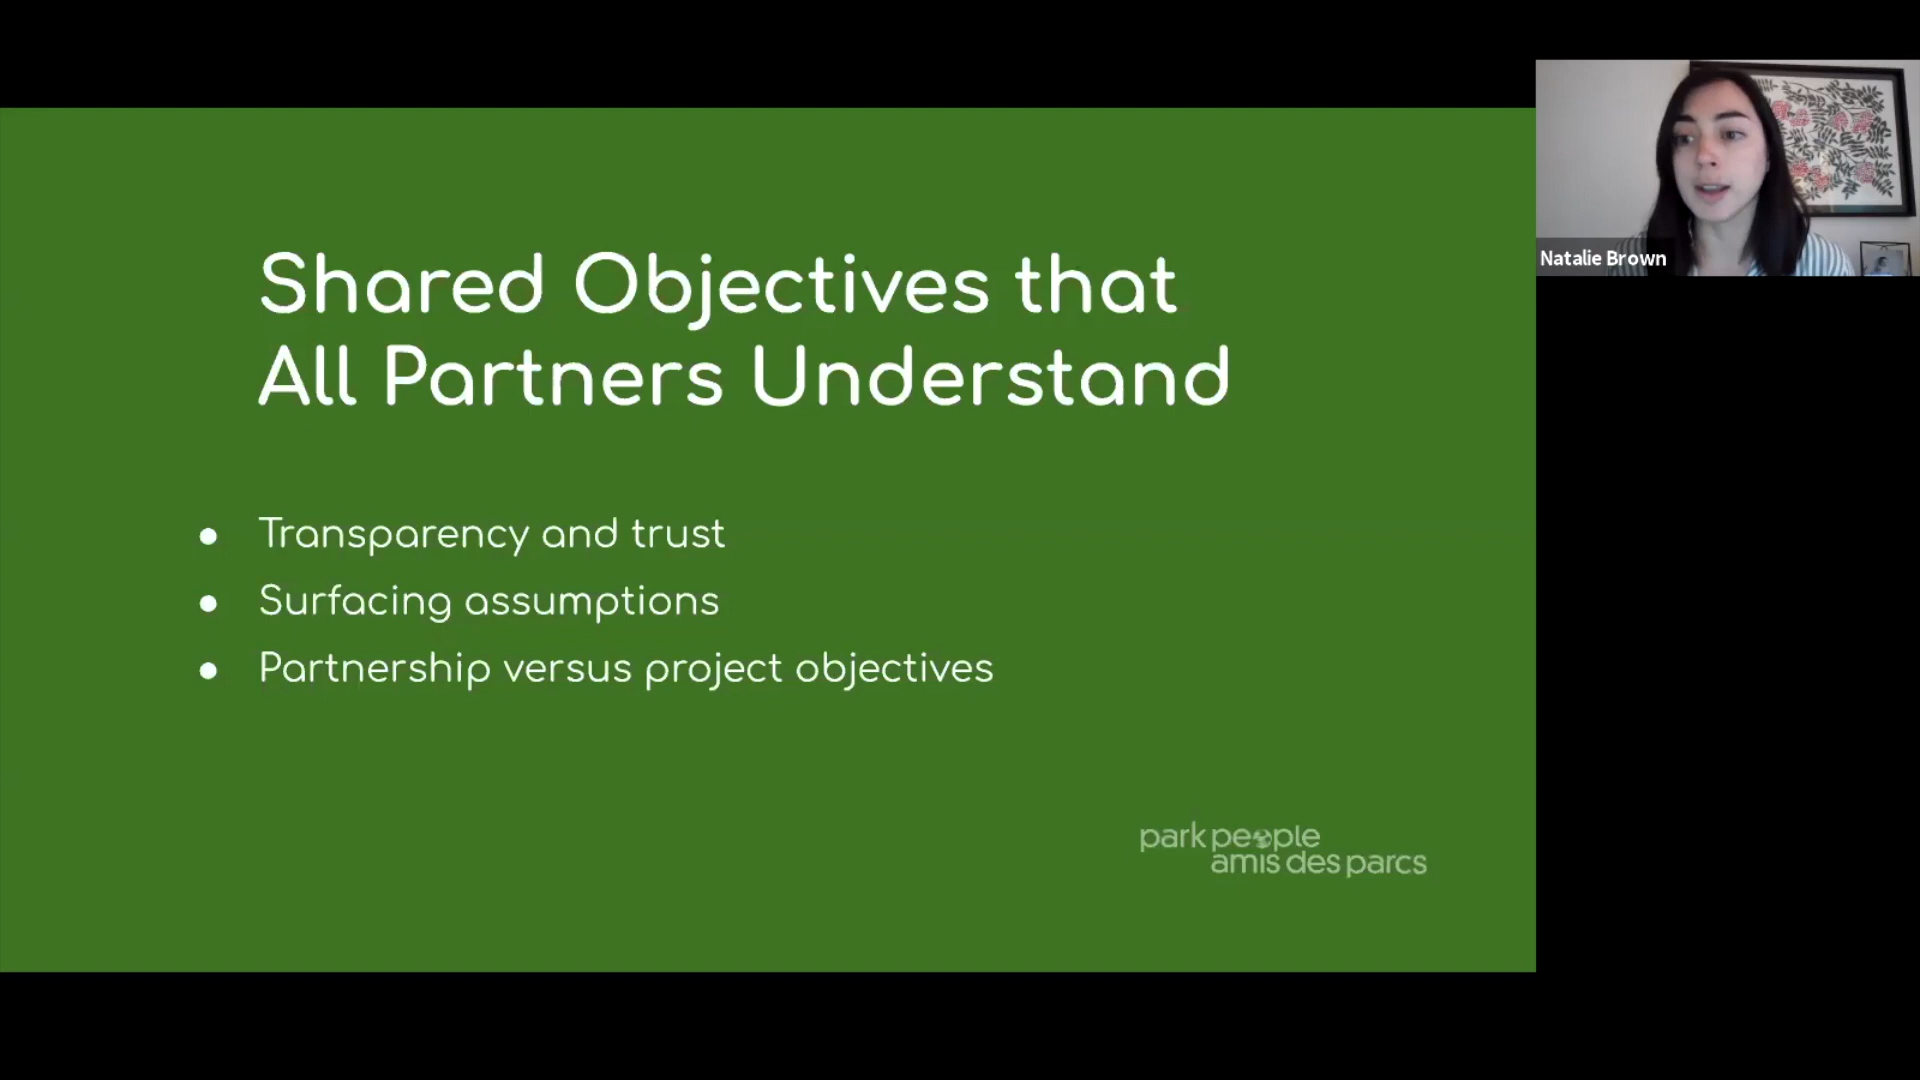 Shared Objectives that
All Partners Understand
● Transparency and trust
● Surfacing assumptions
● Partnership versus project objectives
park people
amis des parcs
Natalie Brown